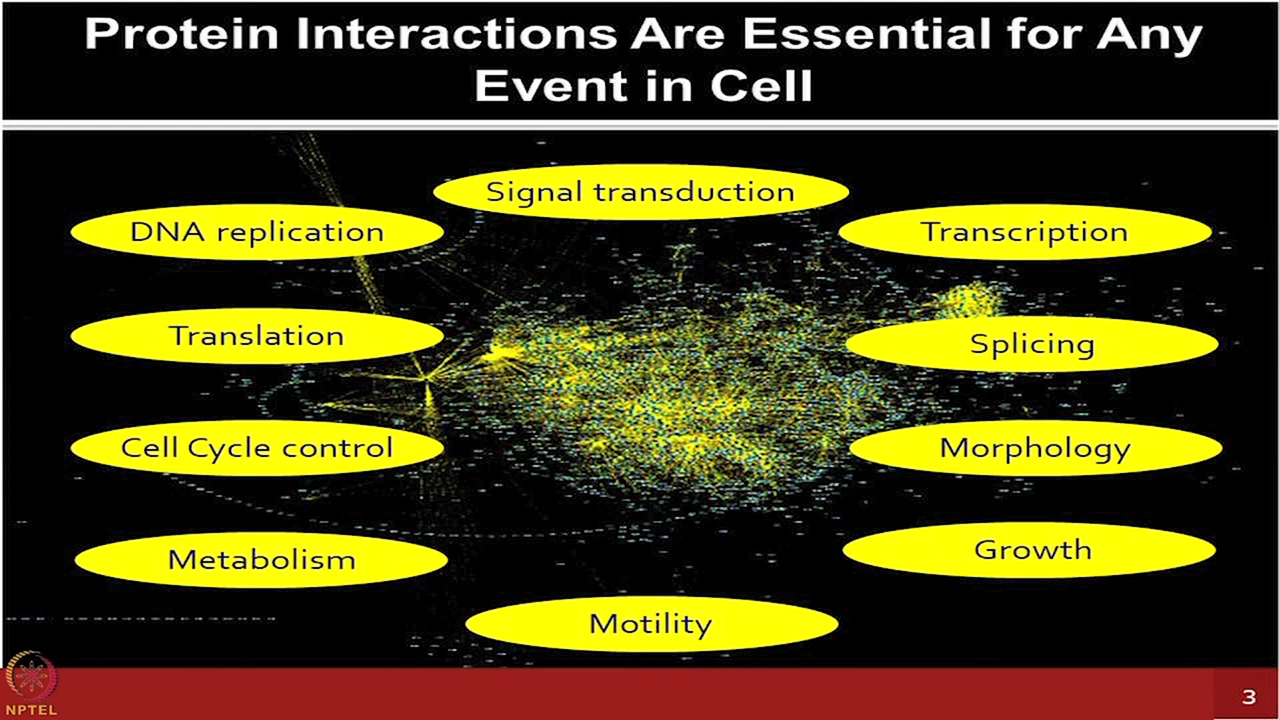 Protein Interactions Are Essential for Any
Event in Cell
Signal transduction
DNA replication
Transcription
Translation
Splicing
Cell Cycle control
Morphology
Metabolism
Growth
Motility
NPTEL
3